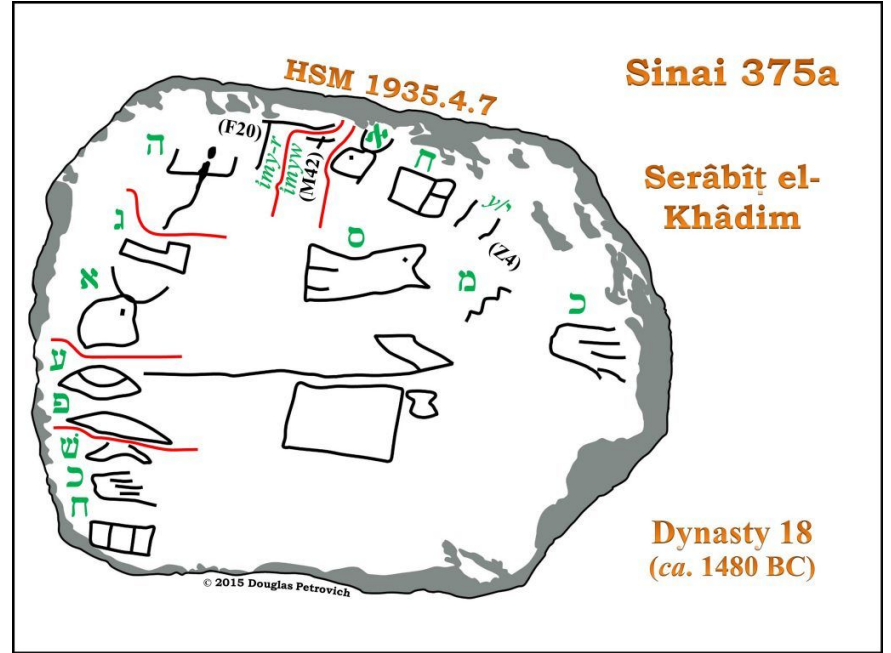 Sinai 375a
HSM 1935.4.7
Serâbîṭ el-
Khâdim
ה
(F20)
imy-r
imyw
(M42)
א
ח
y/י
(Z4)
ס
מ
כ
ג
א
ע
פ
שׁ
כ
ח
Dynasty 18
(ca. 1480 BC)
© 2015 Douglas Petrovich